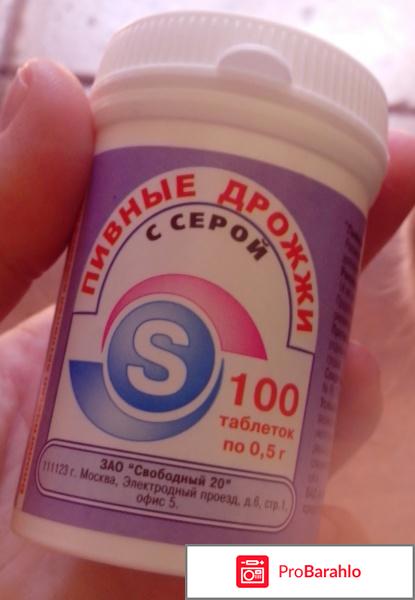 ПИВНЫЕ ДРОЖЖИ
С СЕРОЙ
S
100
таблеток
по 0,5 г
ЗАО "Свободный 20"
111123 г. Москва, Электродный проезд, д.6, стр.1,
офис 5.
ProBarahlo